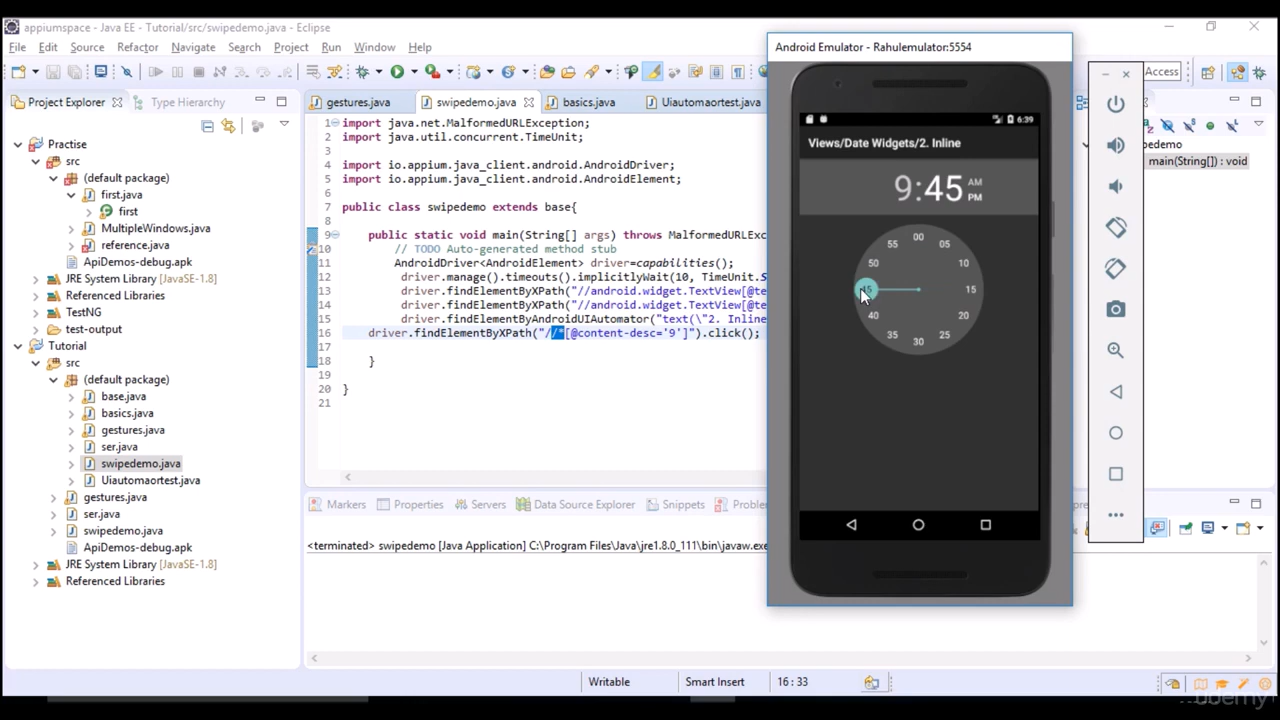 appiumspace - Java EE - Tutorial/src/swipedemo.java - Eclipse
File Edit Source Refactor Navigate Search Project Run Window Help
Access
Project Explorer Type Hierarchy
Practise
src
(default package)
first.java
first
MultipleWindows.java
reference.java
ApiDemos-debug.apk
JRE System Library [JavaSE-1.8]
Referenced Libraries
TestNG
test-output
Tutorial
src
(default package)
base.java
basics.java
gestures.java
ser.java
swipedemo.java
Uiautomaortest.java
gestures.java
ser.java
swipedemo.java
ApiDemos-debug.apk
JRE System Library [JavaSE-1.8]
Referenced Libraries
gestures.java swipedemo.java basics.java Uiautomaortest.java
1 import java.net.MalformedURLException;
2 import java.util.concurrent.TimeUnit;
3
4 import io.appium.java_client.android.AndroidDriver;
5 import io.appium.java_client.android.AndroidElement;
6
7 public class swipedemo extends base{
8
9 public static void main(String[] args) throws MalformedURLExc
10 // TODO Auto-generated method stub
11 AndroidDriver<AndroidElement> driver=capabilities();
12 driver.manage().timeouts().implicitlyWait(10, TimeUnit.S
13 driver.findElementByXPath("//android.widget.TextView[@te
14 driver.findElementByXPath("//android.widget.TextView[@te
15 driver.findElementByAndroidUIAutomator("text(\"2. Inline
16 driver.findElementByXPath("//*[@content-desc='9']").click();
17
18 }
19
20 }
21
Markers Properties Servers Data Source Explorer Snippets Problem
<terminated> swipedemo [Java Application] C:\Program Files\Java\jre1.8.0_111\bin\javaw.exe
Writable Smart Insert 16 : 33
Android Emulator - Rahulemulator:5554
6:39
Views/Date Widgets/2. Inline
9:45 AM
PM
00
55 05
50 10
45 15
40 20
35 25
30
main(String[]) : void
udemy